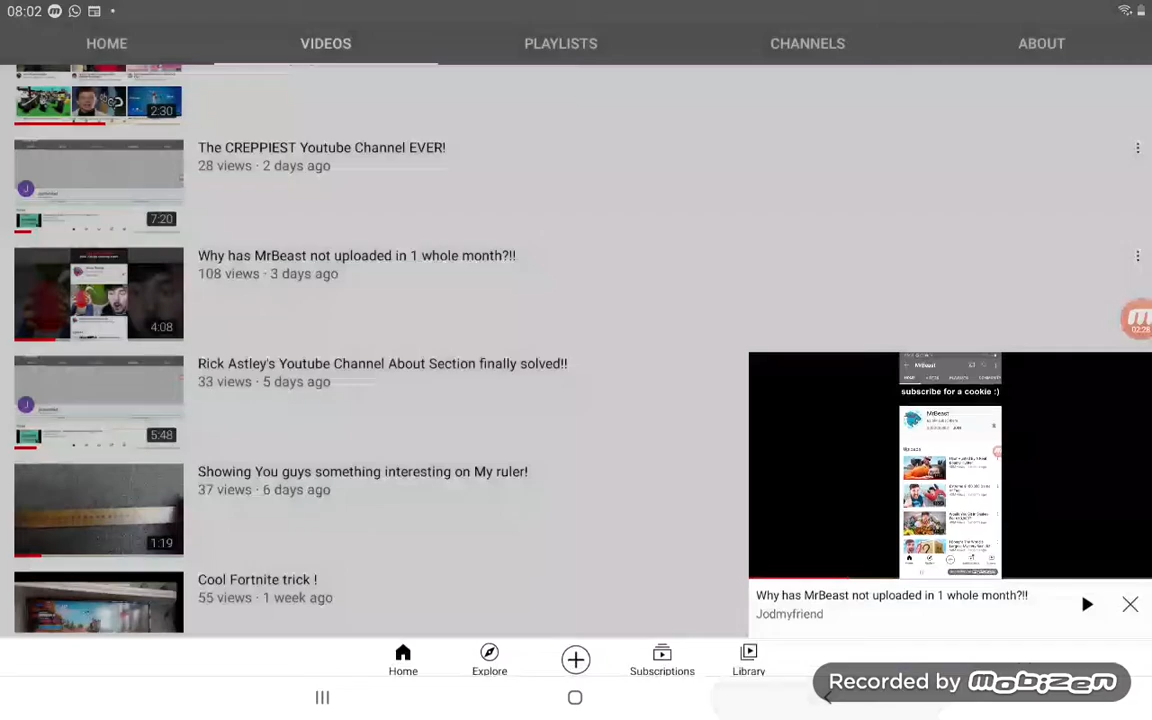 08:02
HOME VIDEOS PLAYLISTS CHANNELS ABOUT
2:30
The CREPPIEST Youtube Channel EVER!
28 views · 2 days ago
7:20
Why has MrBeast not uploaded in 1 whole month?!!
108 views · 3 days ago
4:08
02:28
Rick Astley's Youtube Channel About Section finally solved!!
33 views · 5 days ago
J
5:48
MrBeast
subscribe for a cookie :)
MrBeast
Showing You guys something interesting on My ruler!
37 views · 6 days ago
1:19
Cool Fortnite trick !
55 views · 1 week ago
Why has MrBeast not uploaded in 1 whole month?!!
Jodmyfriend
Home Explore Subscriptions Library
Recorded by mobizen